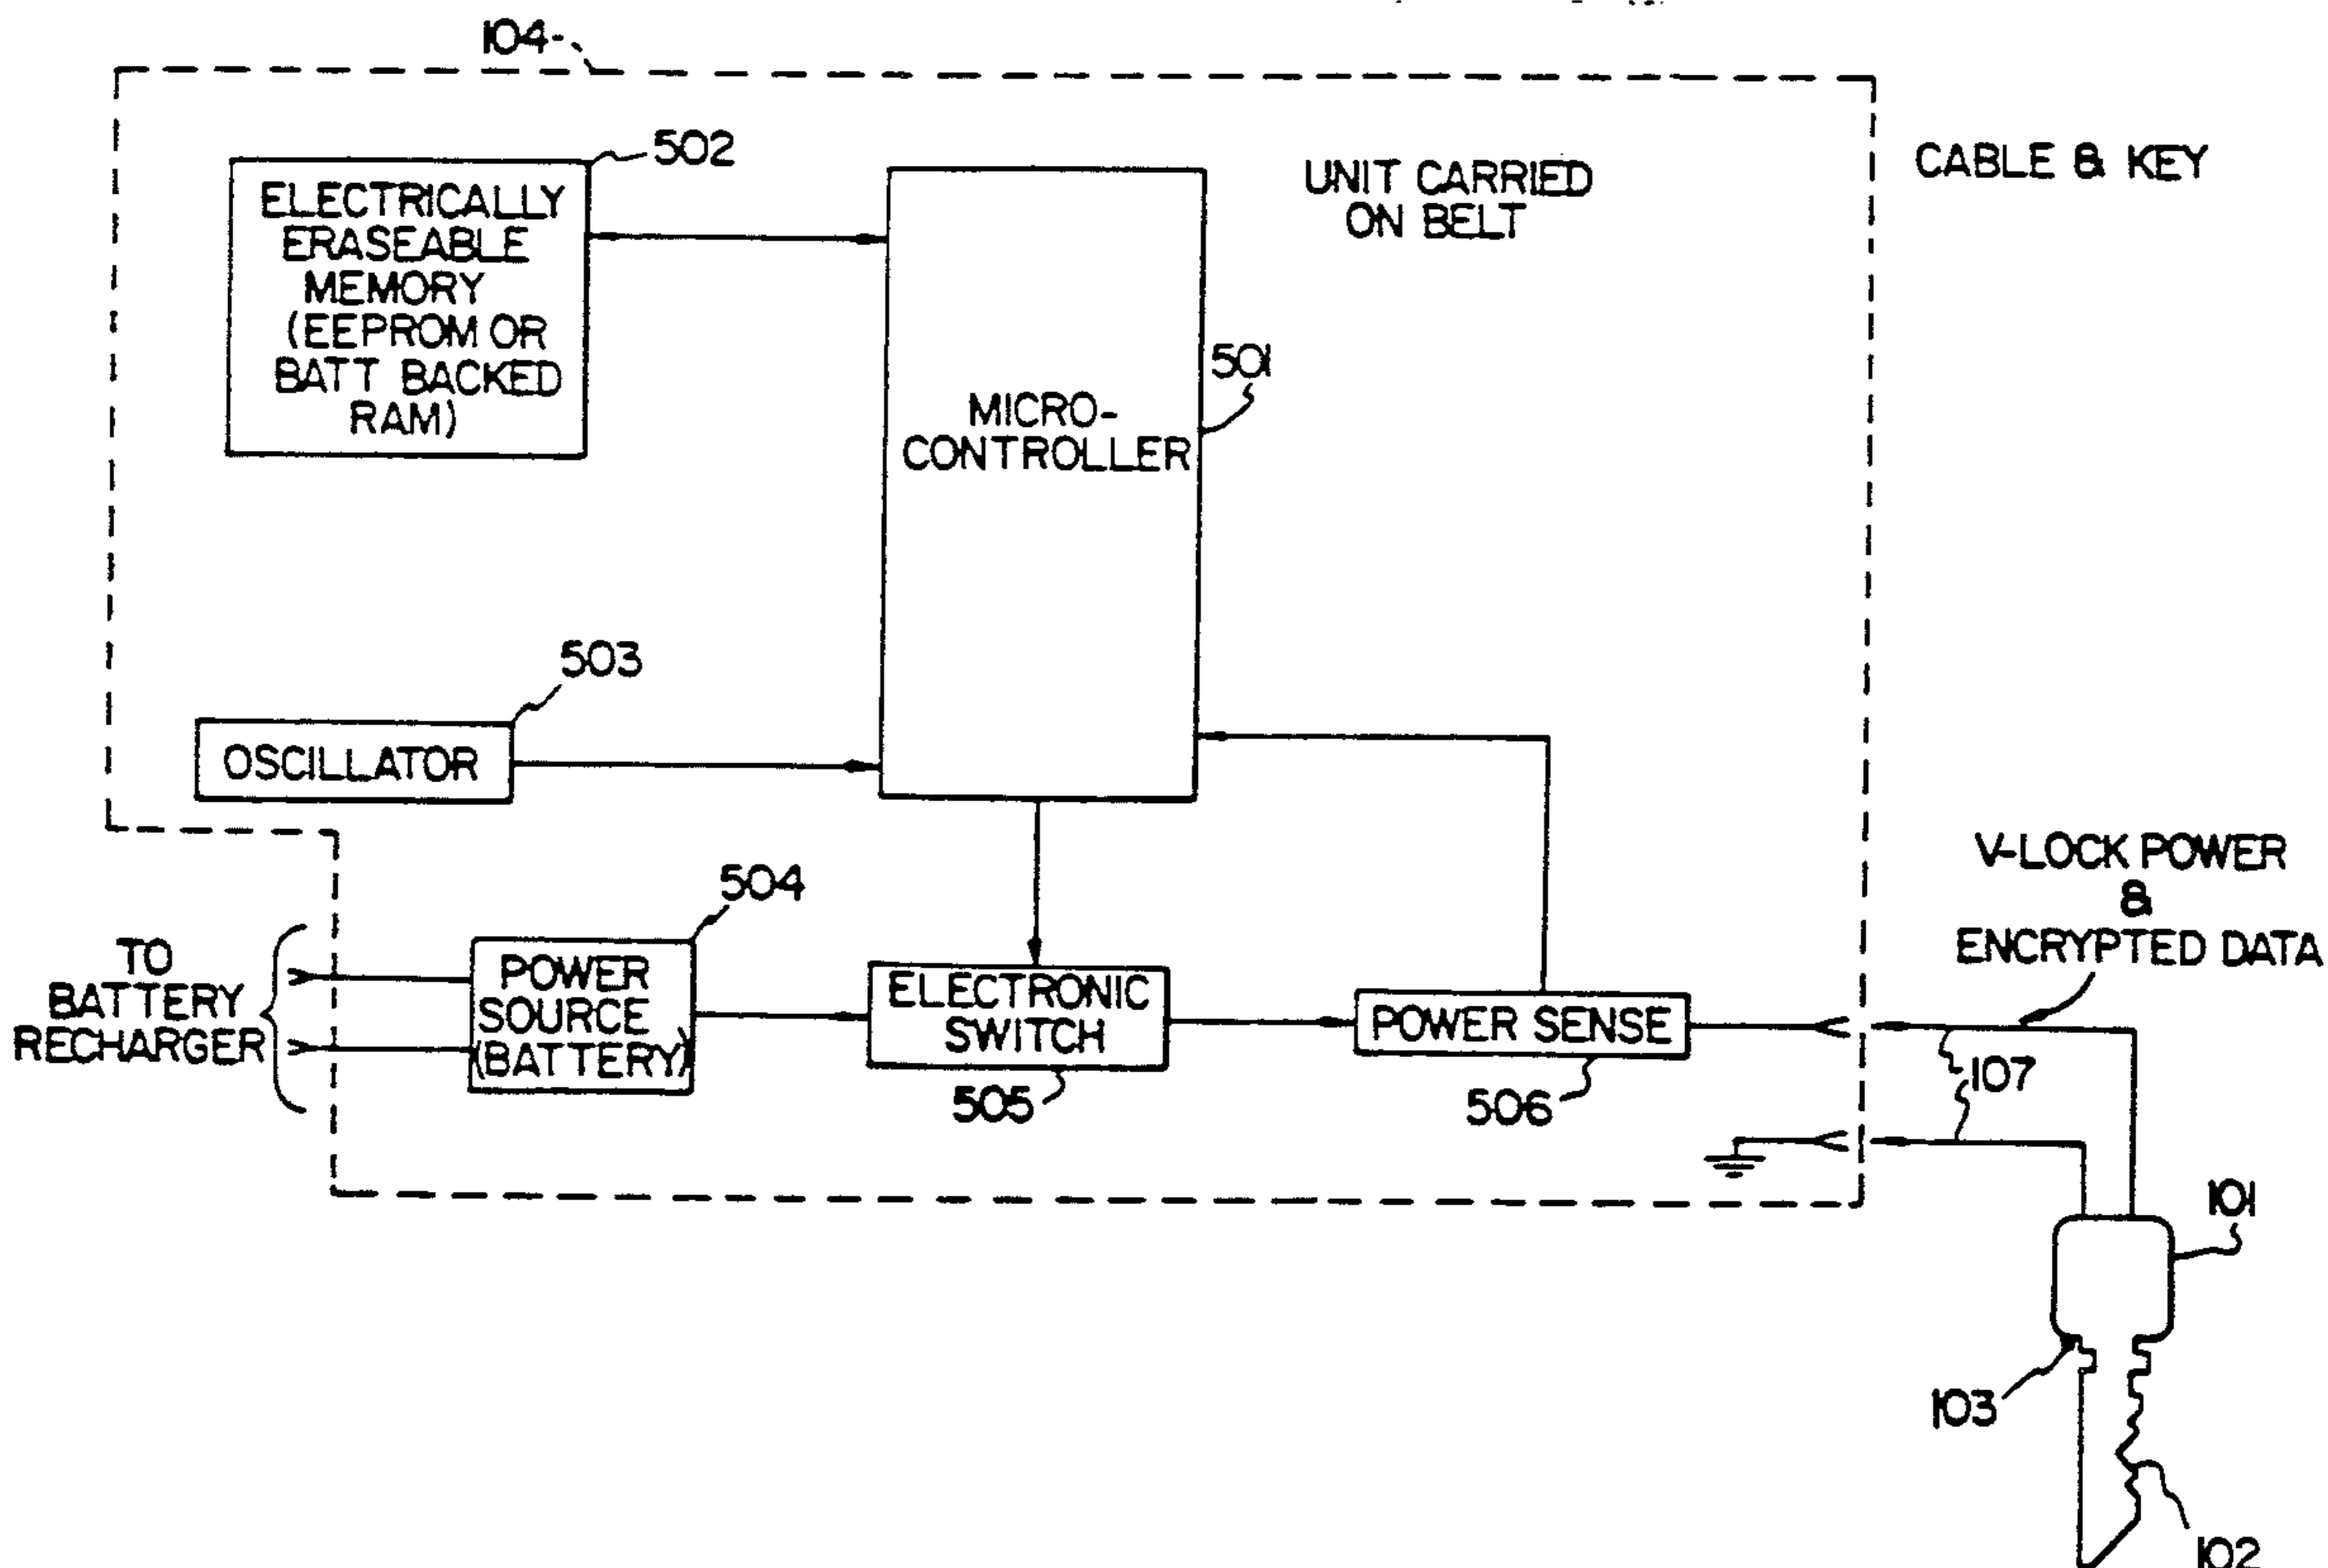 104
502
ELECTRICALLY
ERASEABLE
MEMORY
(EEPROM OR
BATT BACKED
RAM)
UNIT CARRIED
ON BELT
CABLE & KEY
501
MICRO-
CONTROLLER
503
OSCILLATOR
504
TO
BATTERY
RECHARGER
POWER
SOURCE
(BATTERY)
ELECTRONIC
SWITCH
505
POWER SENSE
506
V-LOCK POWER
&
ENCRYPTED DATA
107
101
103
102